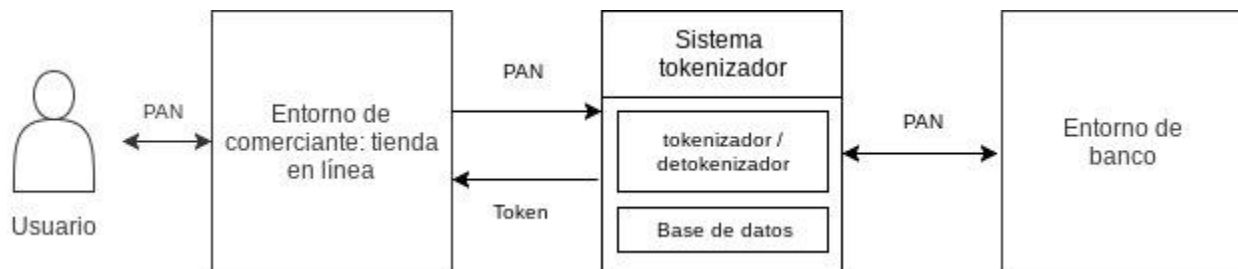 Usuario
PAN
Entorno de
comerciante: tienda
en línea
PAN
Token
Sistema
tokenizador
tokenizador /
detokenizador
Base de datos
PAN
Entorno de
banco